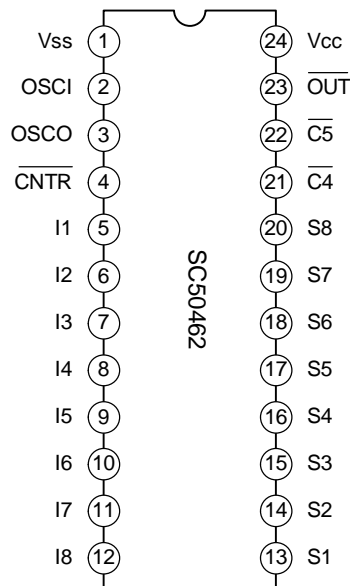 Vss 1 24 Vcc
OSCI 2 23 OUT
OSCO 3 22 C5
CNTR 4 21 C4
I1 5 20 S8
I2 6 19 S7
I3 7 18 S6
I4 8 17 S5
I5 9 16 S4
I6 10 15 S3
I7 11 14 S2
I8 12 13 S1
SC50462